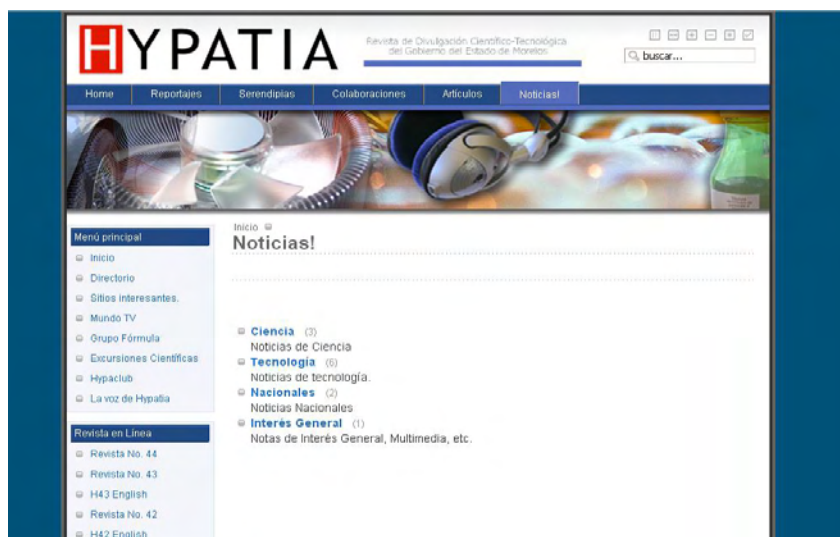 HYPATIA
Revista de Divulgación Científico-Tecnológica
del Gobierno del Estado de Morelos
buscar...
Home Reportajes Serendipias Colaboraciones Artículos Noticias!
Menú principal
Inicio
Directorio
Sitios interesantes.
Mundo TV
Grupo Fórmula
Excursiones Científicas
Hypaclub
La voz de Hypatia
Revista en Línea
Revista No. 44
Revista No. 43
H43 English
Revista No. 42
H42 English
Inicio
Noticias!
Ciencia (3)
Noticias de Ciencia
Tecnología (6)
Noticias de tecnología.
Nacionales (2)
Noticias Nacionales
Interés General (1)
Notas de Interés General, Multimedia, etc.